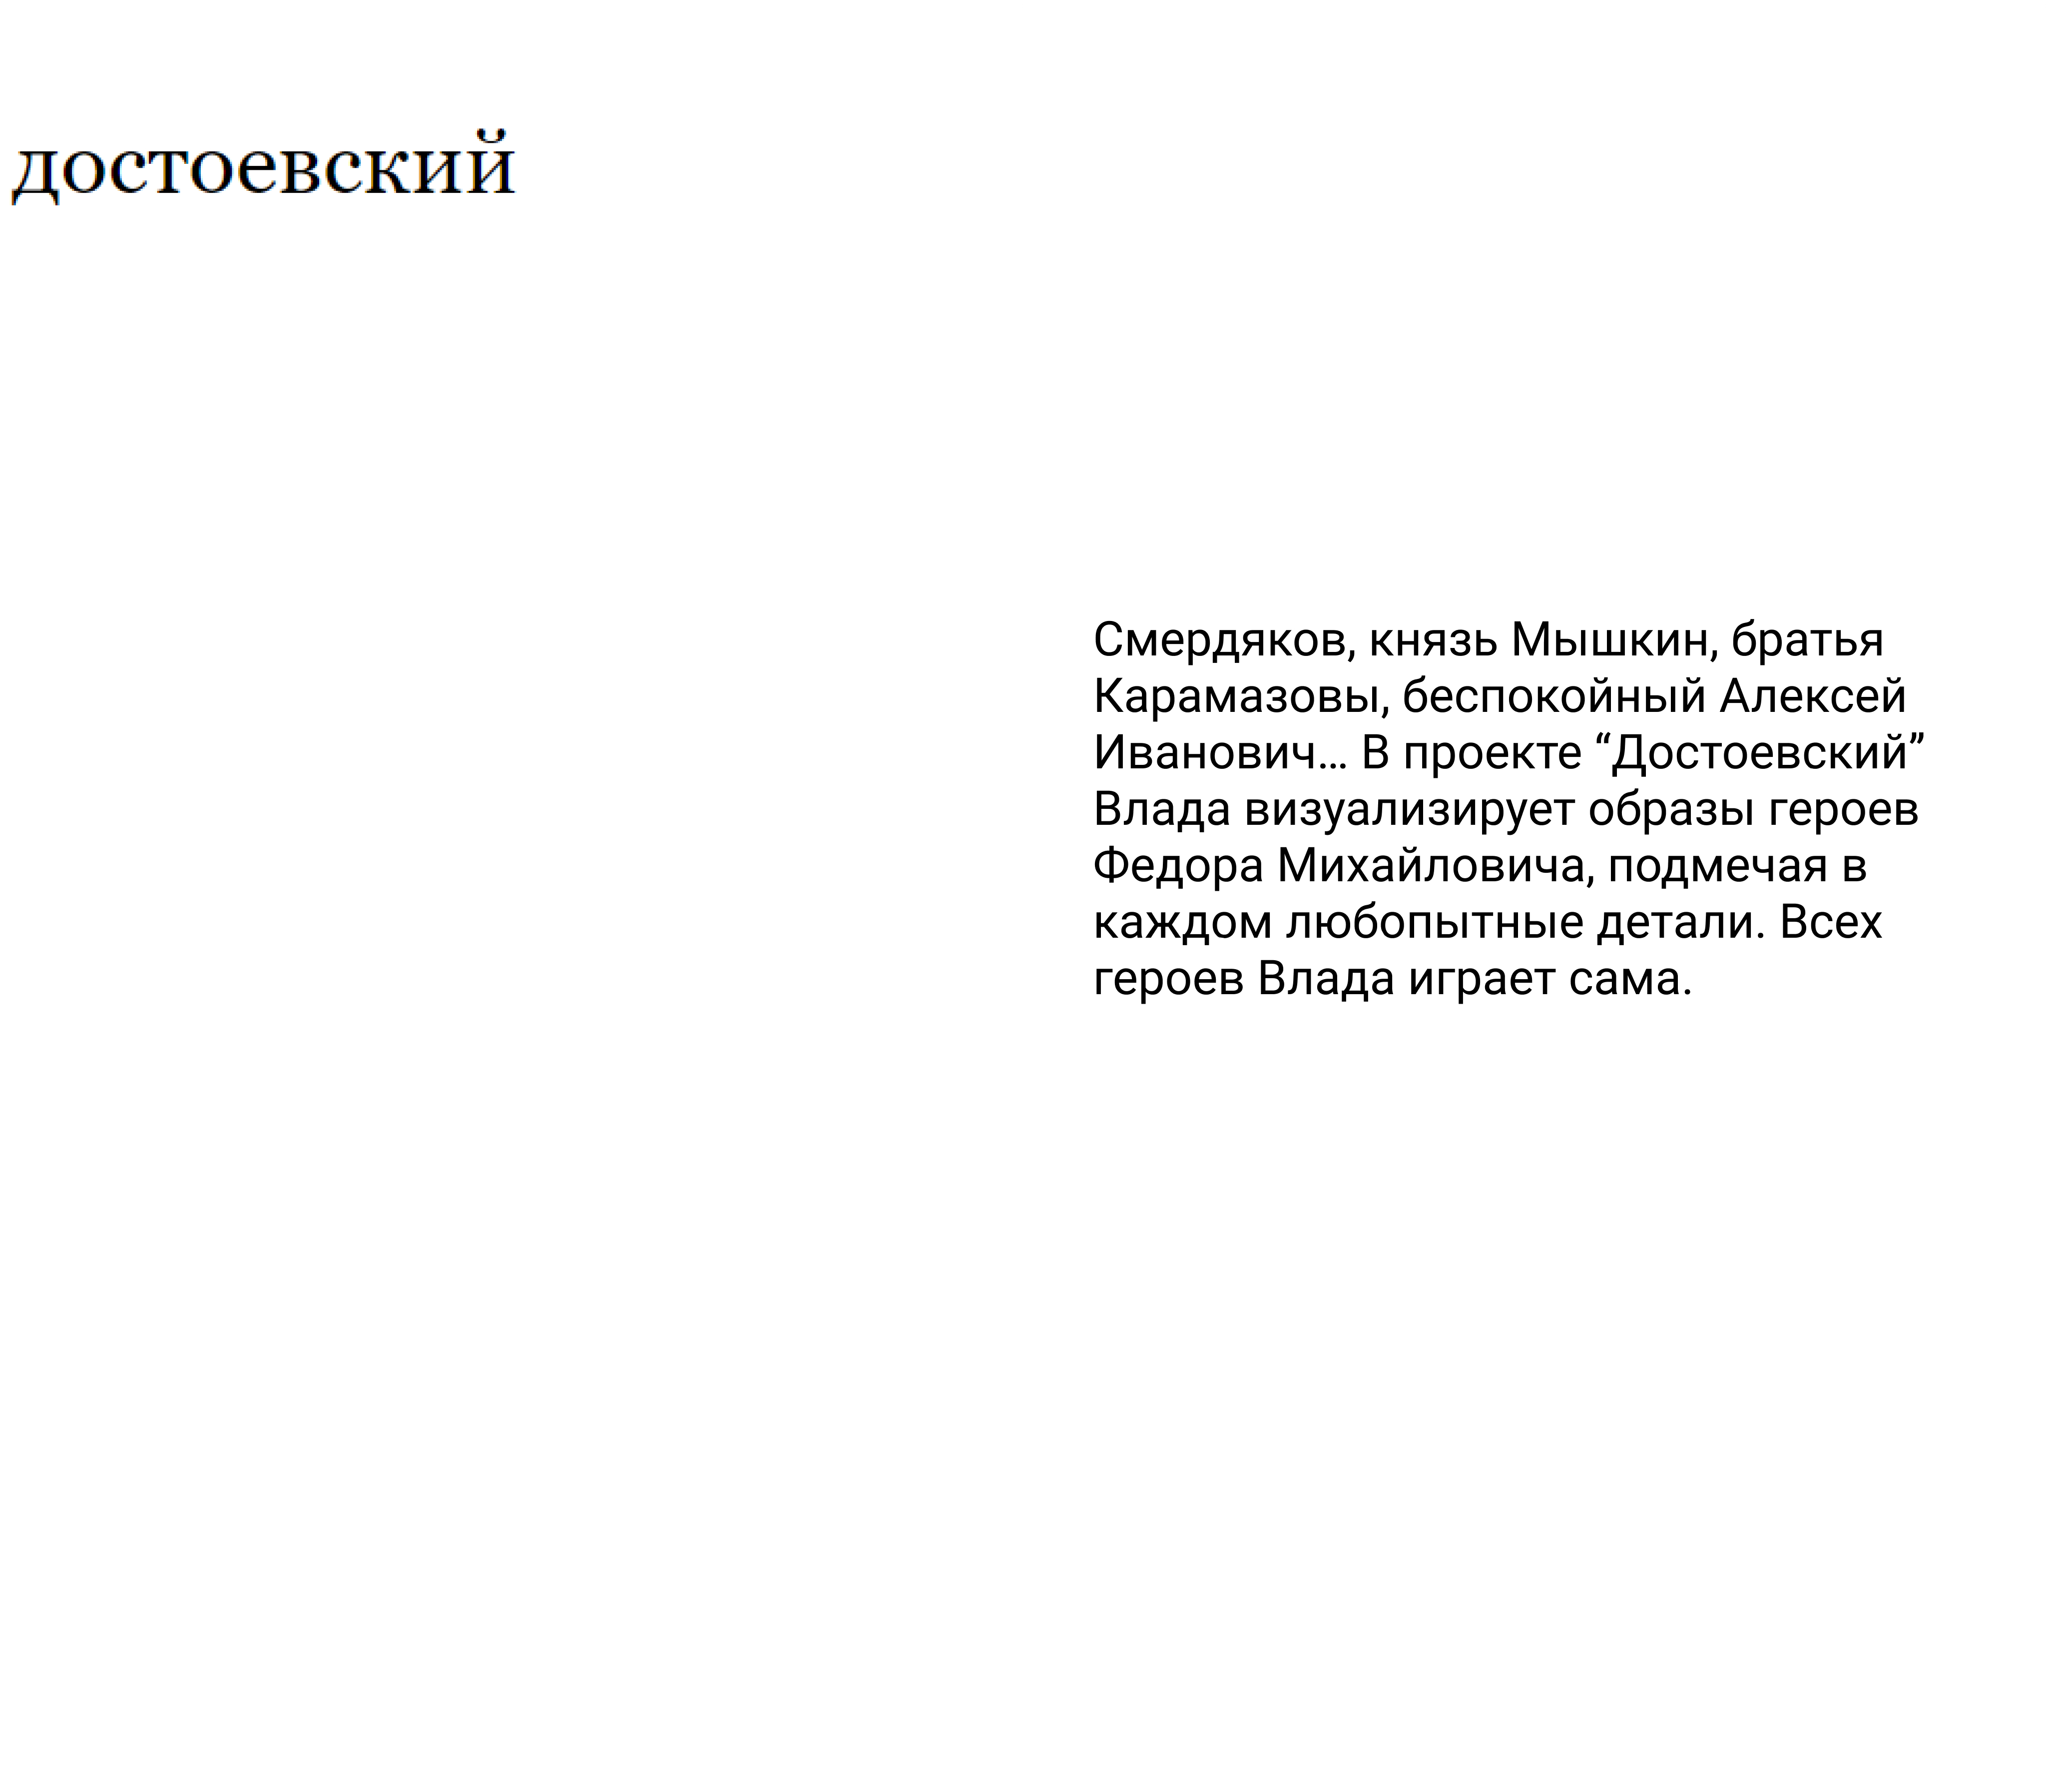 достоевский
Смердяков, князь Мышкин, братья
Карамазовы, беспокойный Алексей
Иванович... В проекте “Достоевский”
Влада визуализирует образы героев
Федора Михайловича, подмечая в
каждом любопытные детали. Всех
героев Влада играет сама.